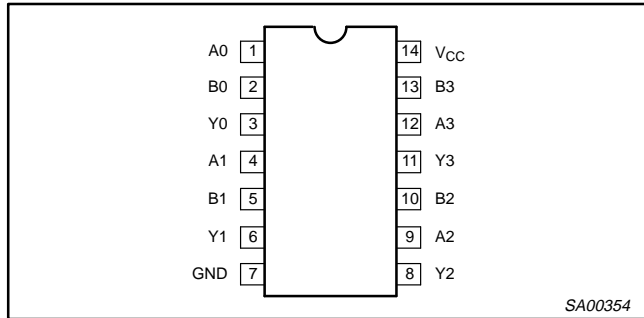 A0 1 14 VCC
B0 2 13 B3
Y0 3 12 A3
A1 4 11 Y3
B1 5 10 B2
Y1 6 9 A2
GND 7 8 Y2
SA00354